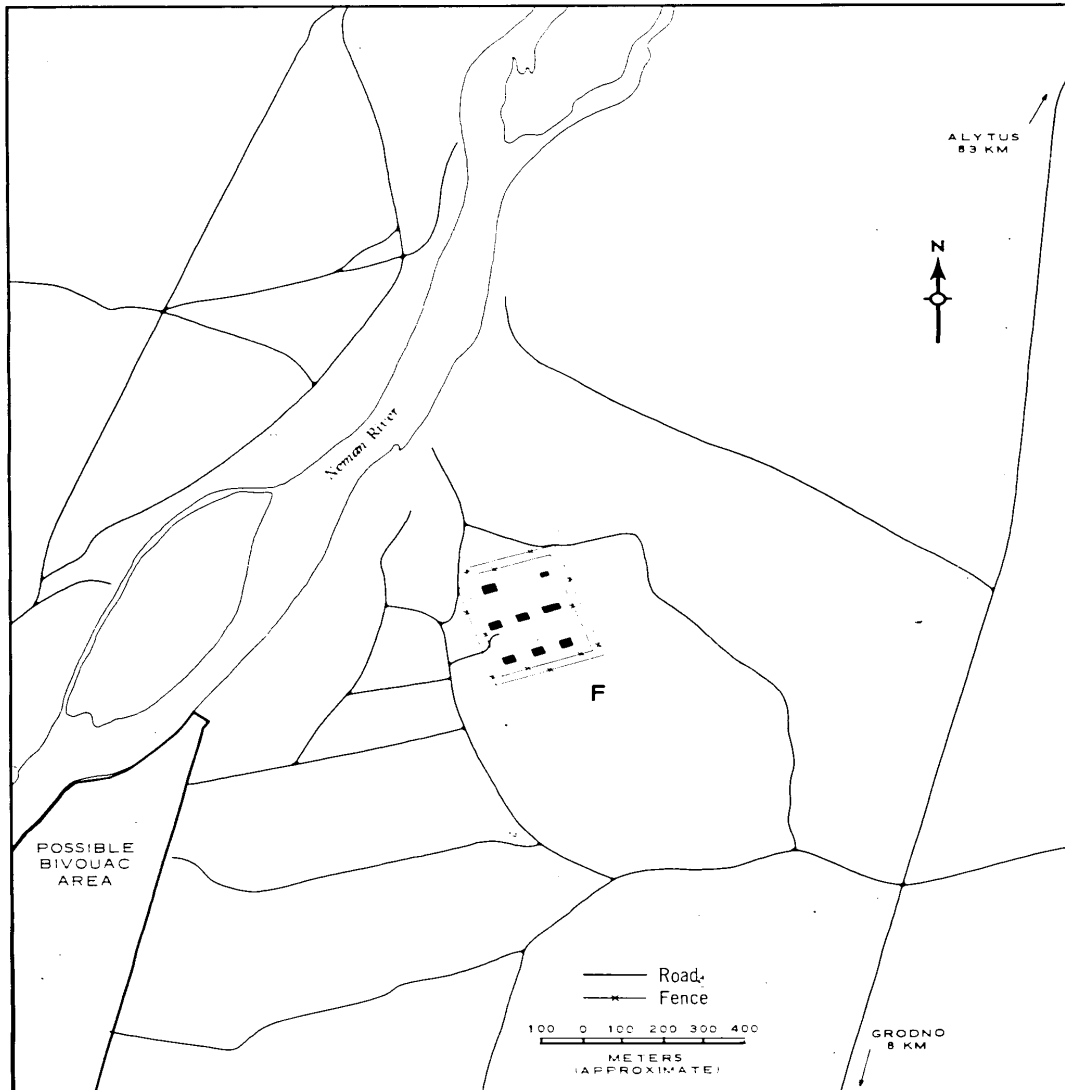 ALYTUS
83 KM
N
Neman River
F
POSSIBLE
BIVOUAC
AREA
Road
Fence
100 0 100 200 300 400
METERS
(APPROXIMATE)
GRODNO
8 KM